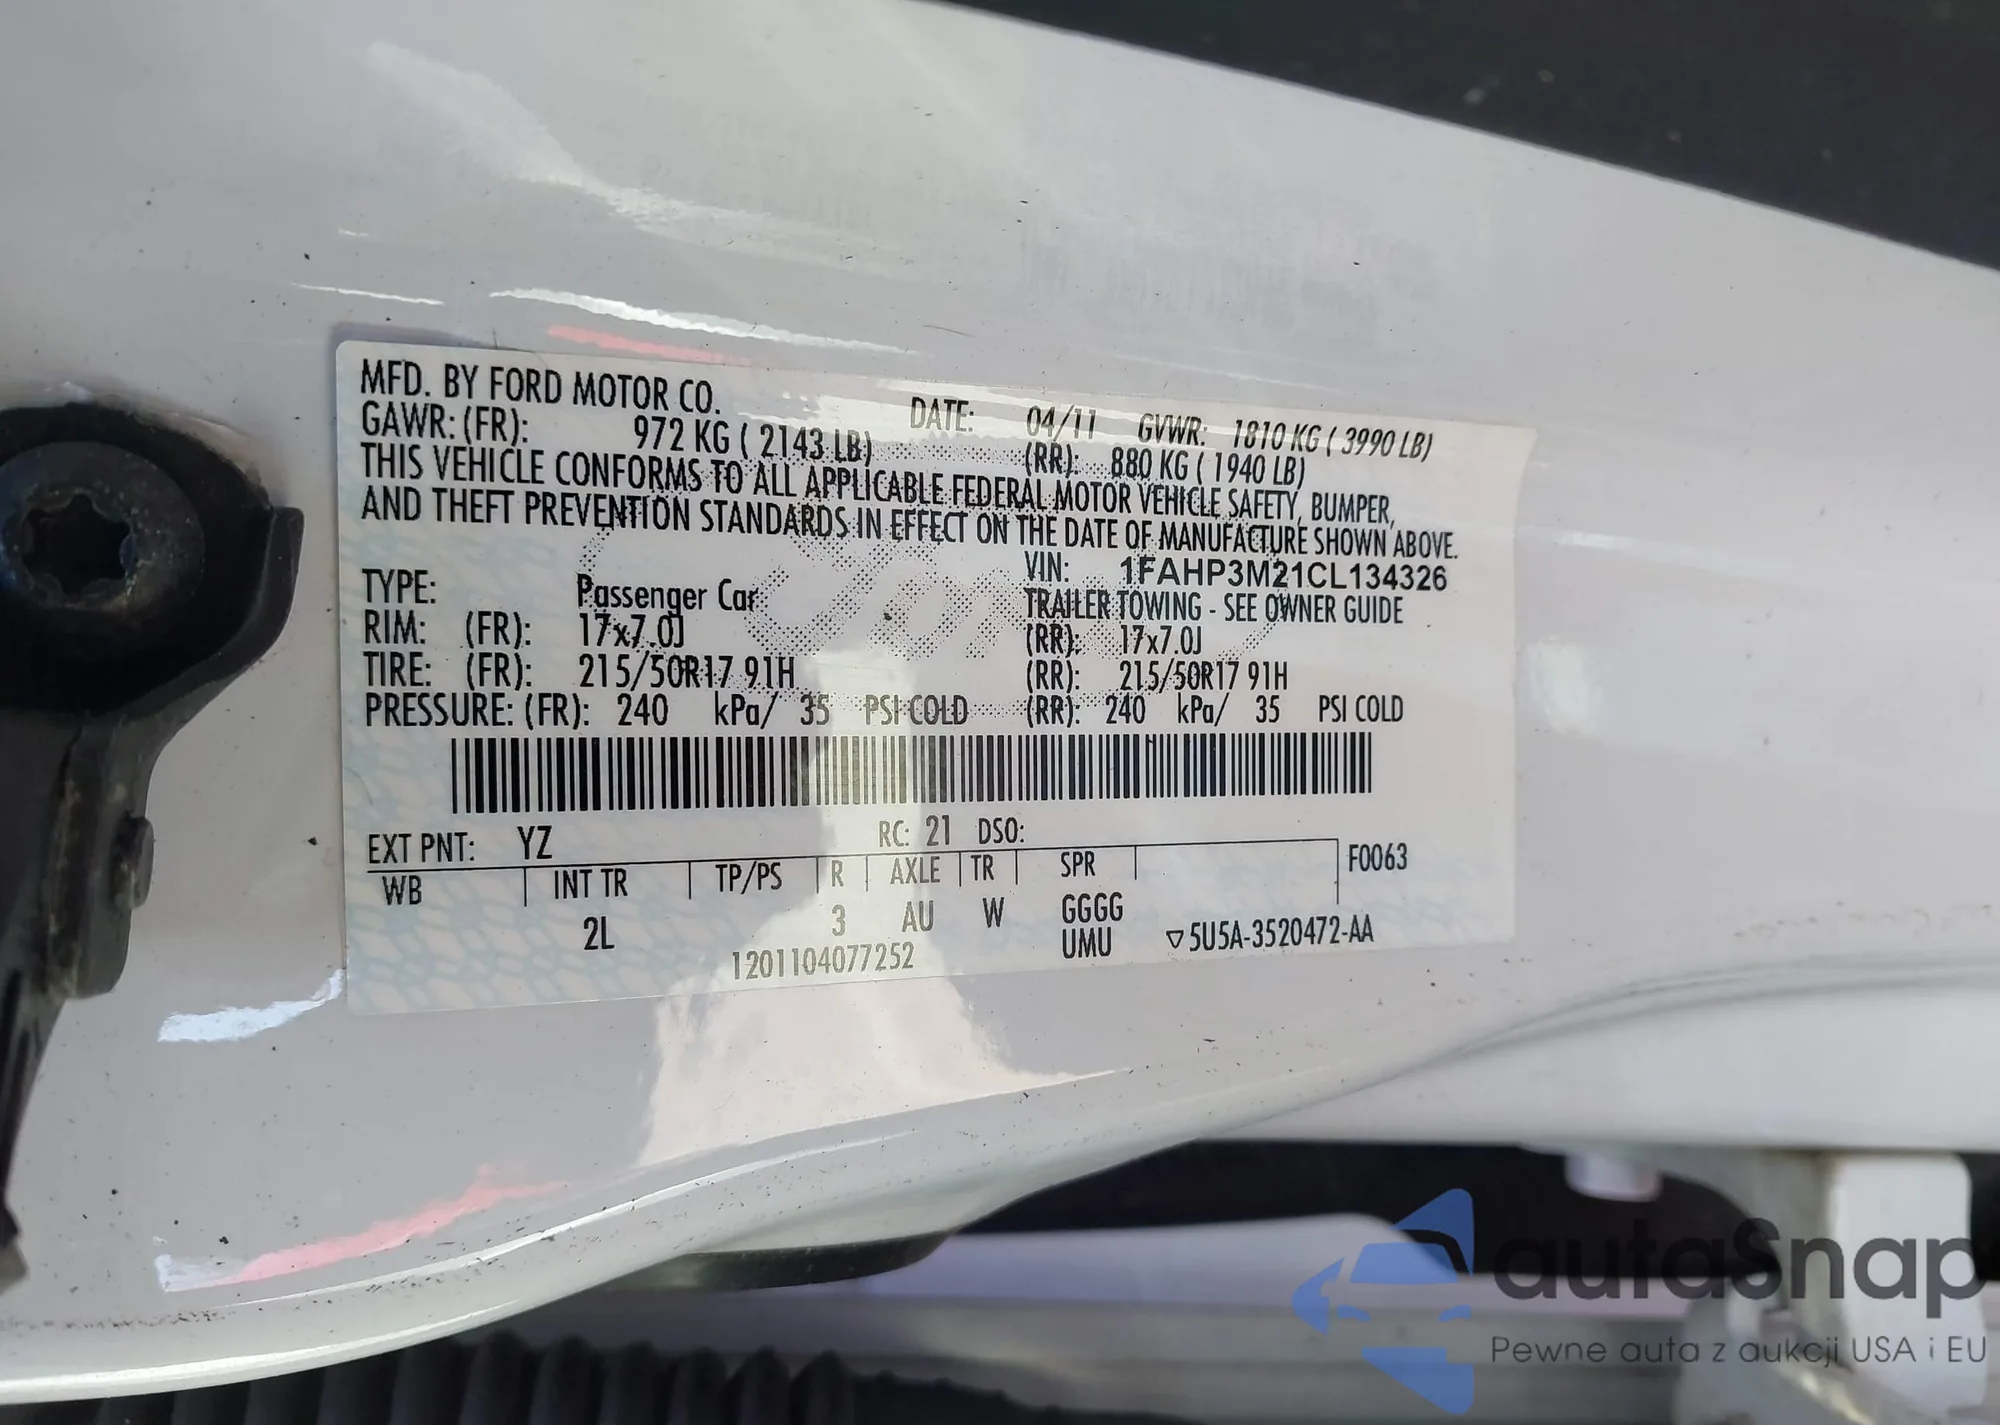 MFD. BY FORD MOTOR CO.
DATE: 04/11 GVWR: 1810 KG ( 3990 LB)
GAWR: (FR): 972 KG ( 2143 LB) (RR): 880 KG ( 1940 LB)
THIS VEHICLE CONFORMS TO ALL APPLICABLE FEDERAL MOTOR VEHICLE SAFETY, BUMPER,
AND THEFT PREVENTION STANDARDS IN EFFECT ON THE DATE OF MANUFACTURE SHOWN ABOVE.
VIN: 1FAHP3M21CL134326
TYPE: Passenger Car TRAILER TOWING - SEE OWNER GUIDE
RIM: (FR): 17x7.0J (RR): 17x7.0J
TIRE: (FR): 215/50R17 91H (RR): 215/50R17 91H
PRESSURE: (FR): 240 kPa/ 35 PSI COLD (RR): 240 kPa/ 35 PSI COLD
EXT PNT: YZ RC: 21 DSO:
WB INT TR TP/PS R AXLE TR SPR F0063
2L 3 AU W GGGG
UMU ▽5U5A-3520472-AA
1201104077252
autaSnap
Pewne auta z aukcji USA i EU